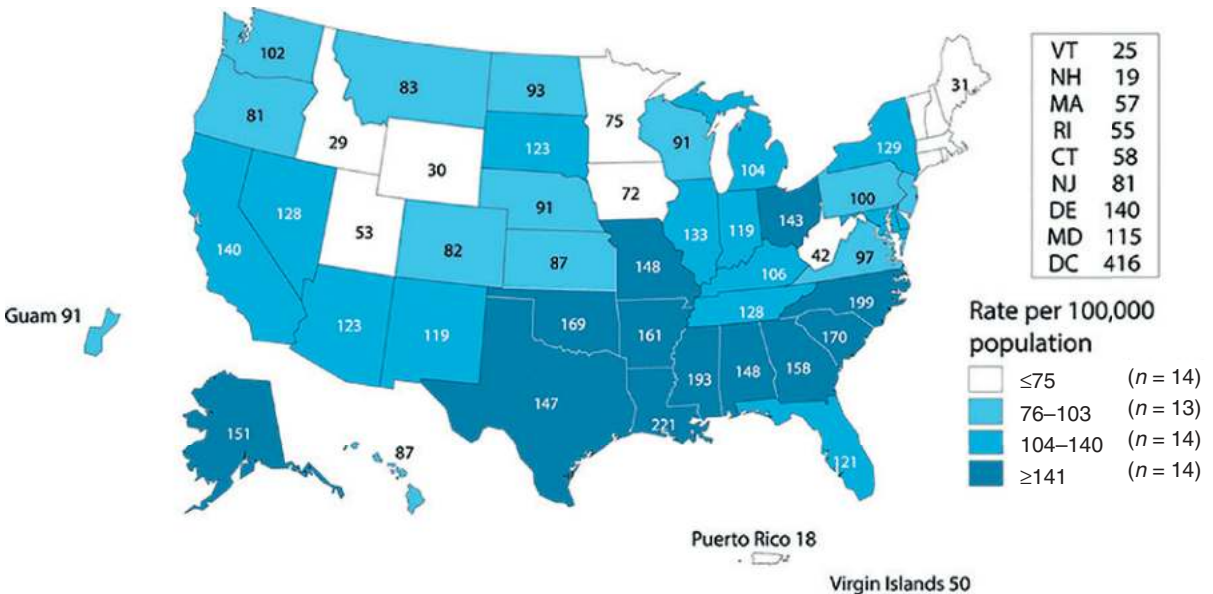 102
83
93
75
31
81
29
30
123
91
104
129
128
53
82
91
72
133
119
143
100
140
87
148
106
42
97
123
119
169
161
128
199
170
147
193
148
158
221
121
151
87
Guam 91
Puerto Rico 18
Virgin Islands 50
VT 25
NH 19
MA 57
RI 55
CT 58
NJ 81
DE 140
MD 115
DC 416
Rate per 100,000
population
≤75 (n = 14)
76–103 (n = 13)
104–140 (n = 14)
≥141 (n = 14)